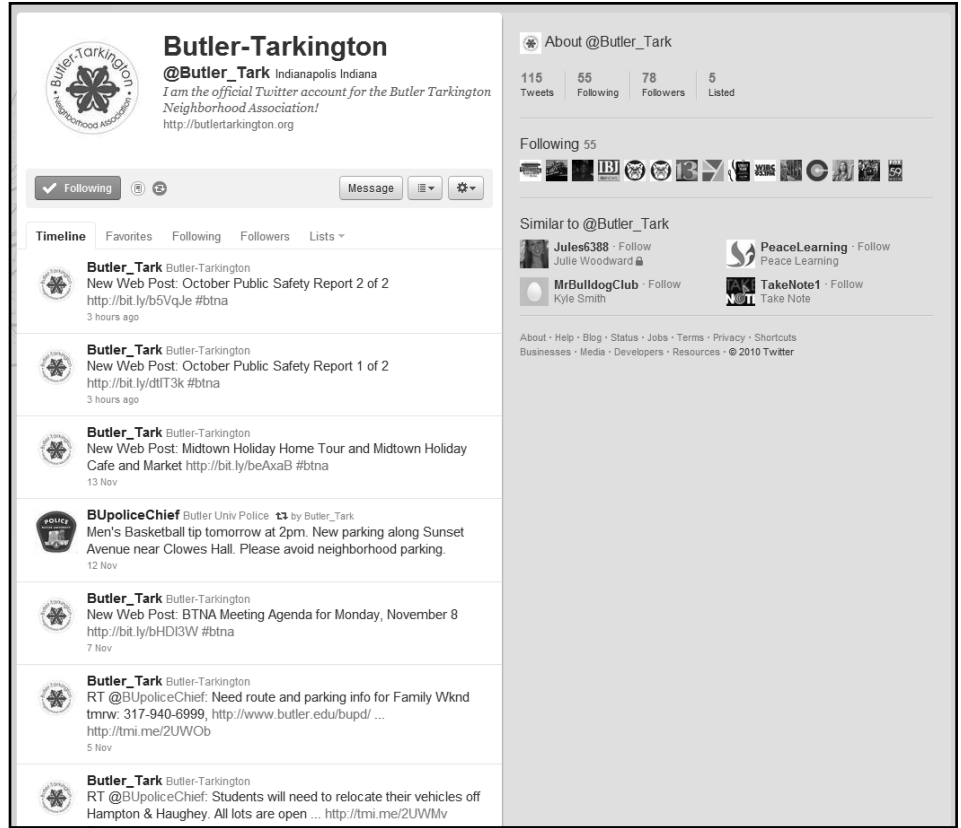 Butler-Tarkington
@Butler_Tark Indianapolis Indiana
I am the official Twitter account for the Butler Tarkington
Neighborhood Association!
http://butlertarkington.org
Butler-Tarkington
• Neighborhood Association •
Following
Message
Timeline Favorites Following Followers Lists
Butler_Tark Butler-Tarkington
New Web Post: October Public Safety Report 2 of 2
http://bit.ly/b5VqJe #btna
3 hours ago
Butler_Tark Butler-Tarkington
New Web Post: October Public Safety Report 1 of 2
http://bit.ly/dtlT3k #btna
3 hours ago
Butler_Tark Butler-Tarkington
New Web Post: Midtown Holiday Home Tour and Midtown Holiday
Cafe and Market http://bit.ly/beAxaB #btna
13 Nov
POLICE
BUpoliceChief Butler Univ Police by Butler_Tark
Men's Basketball tip tomorrow at 2pm. New parking along Sunset
Avenue near Clowes Hall. Please avoid neighborhood parking.
12 Nov
Butler_Tark Butler-Tarkington
New Web Post: BTNA Meeting Agenda for Monday, November 8
http://bit.ly/bHDI3W #btna
7 Nov
Butler_Tark Butler-Tarkington
RT @BUpoliceChief: Need route and parking info for Family Wknd
tmrw: 317-940-6999, http://www.butler.edu/bupd/ ...
http://tmi.me/2UWOb
5 Nov
Butler_Tark Butler-Tarkington
RT @BUpoliceChief: Students will need to relocate their vehicles off
Hampton & Haughey. All lots are open ... http://tmi.me/2UWMv
About @Butler_Tark
115 55 78 5
Tweets Following Followers Listed
Following 55
IBJ 13 WIBC 59
Similar to @Butler_Tark
Jules6388 · Follow
Julie Woodward
PeaceLearning · Follow
Peace Learning
MrBulldogClub · Follow
Kyle Smith
TAKE
NOTE
TakeNote1 · Follow
Take Note
About · Help · Blog · Status · Jobs · Terms · Privacy · Shortcuts
Businesses · Media · Developers · Resources · © 2010 Twitter